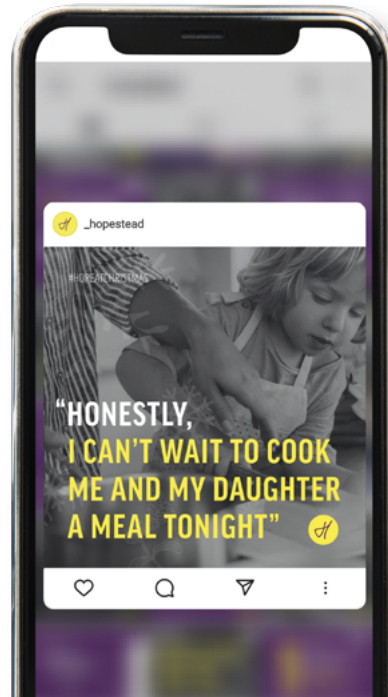 _hopestead
#HOPEATCHRISTMAS
“HONESTLY,
I CAN’T WAIT TO COOK
ME AND MY DAUGHTER
A MEAL TONIGHT”